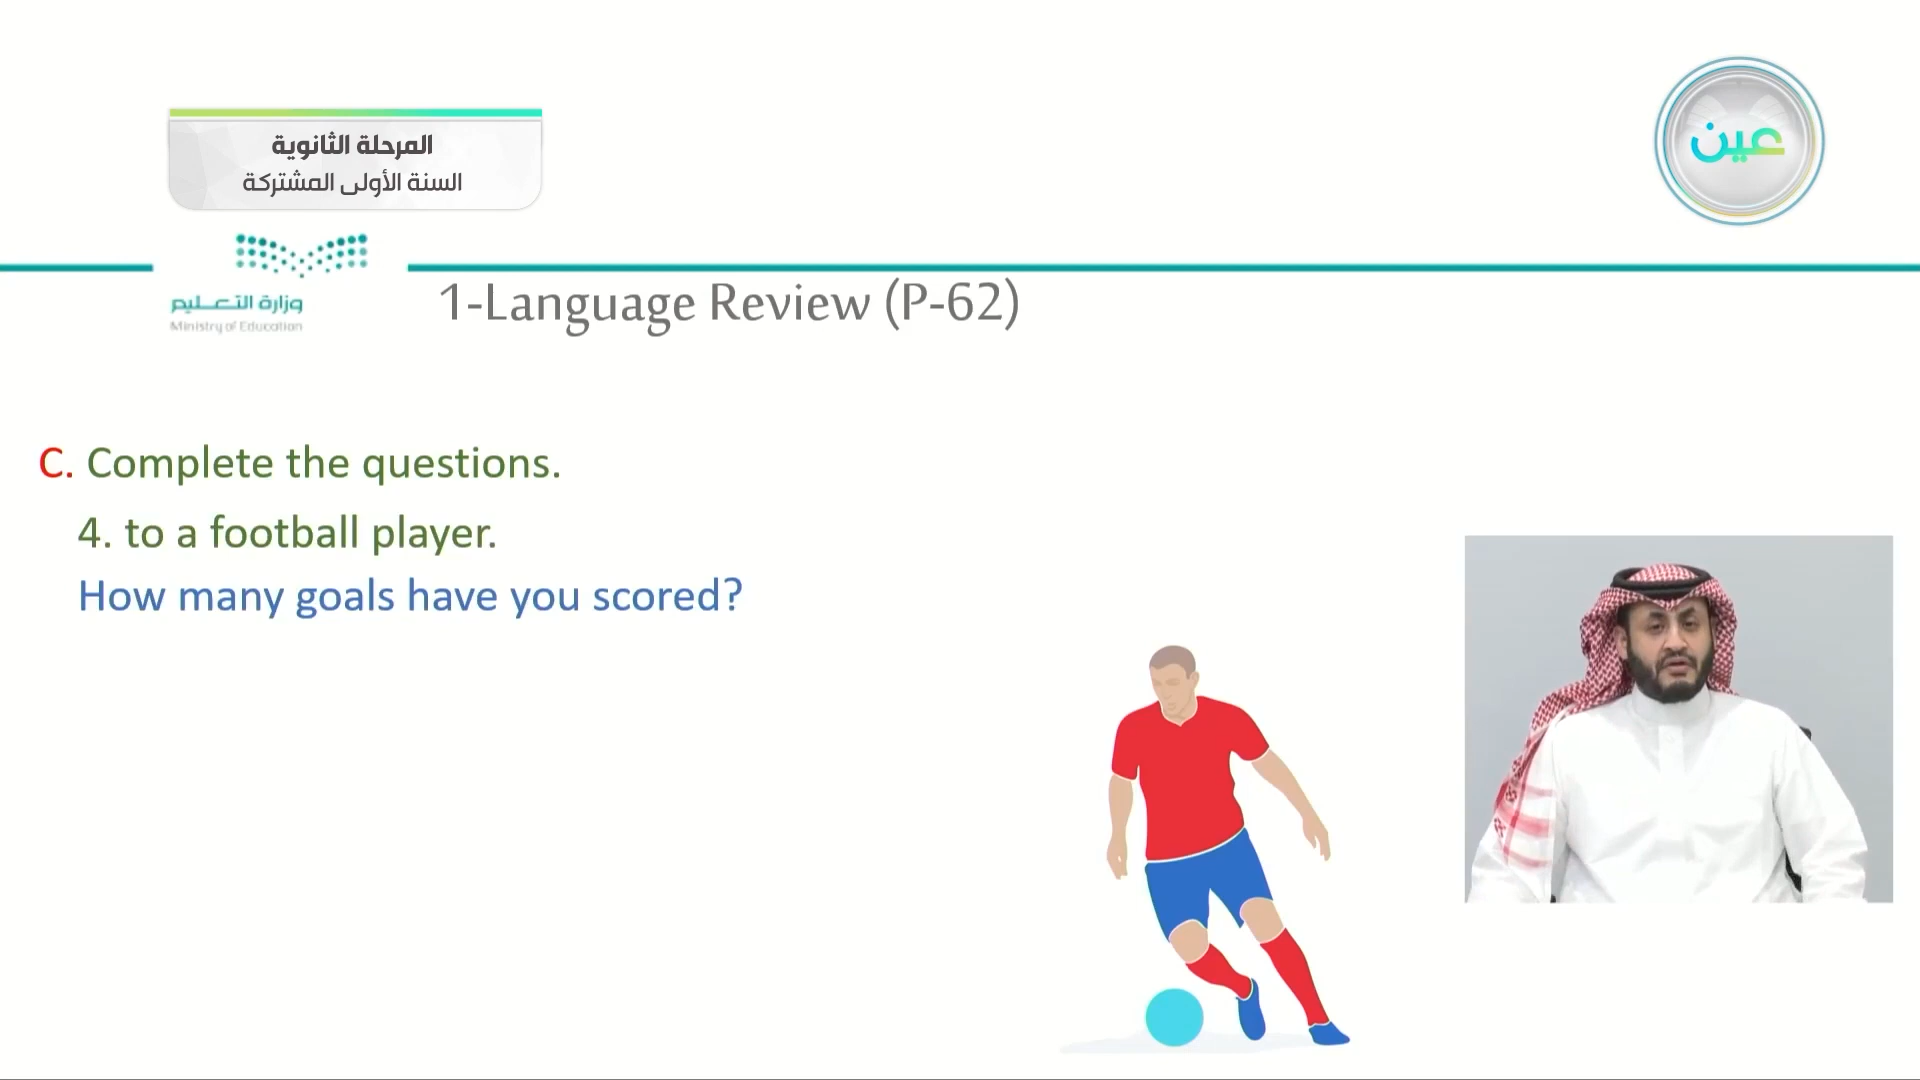 المرحلة الثانوية
السنة الأولى المشتركة
عين
وزارة التعليم
Ministry of Education
1-Language Review (P-62)
C. Complete the questions.
4. to a football player.
How many goals have you scored?